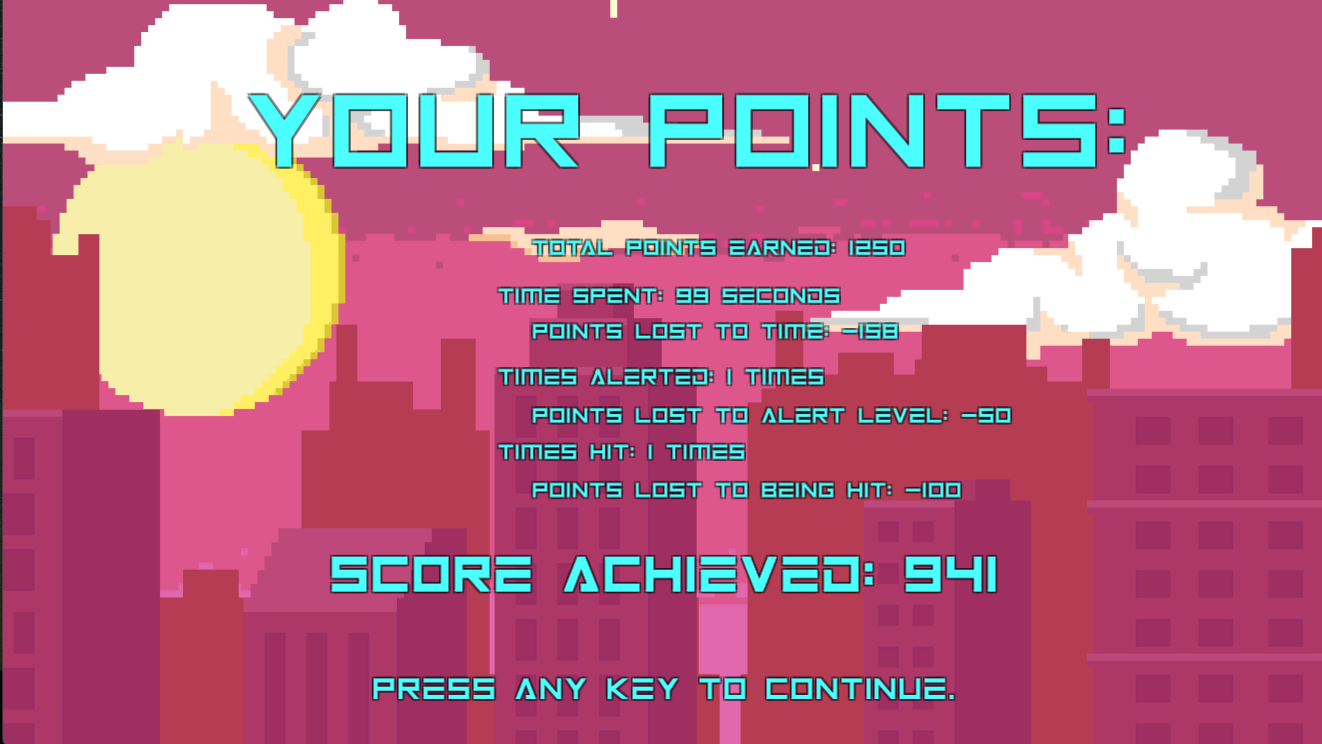 YOUR POINTS:
TOTAL POINTS EARNED: 1250
TIME SPENT: 99 SECONDS
POINTS LOST TO TIME: -158
TIMES ALERTED: 1 TIMES
POINTS LOST TO ALERT LEVEL: -50
TIMES HIT: 1 TIMES
POINTS LOST TO BEING HIT: -100
SCORE ACHIEVED: 941
PRESS ANY KEY TO CONTINUE.